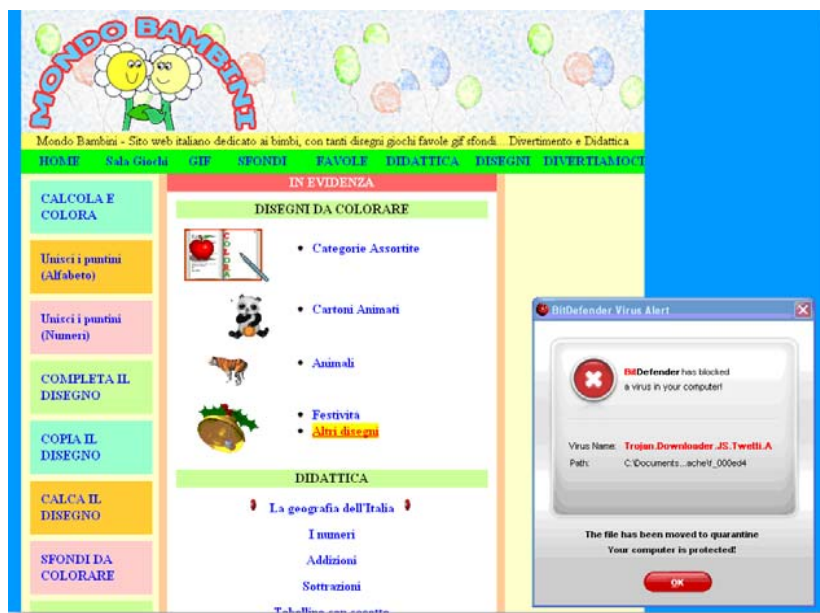 MONDO BAMBINI
Mondo Bambini - Sito web italiano dedicato ai bimbi, con tanti disegni giochi favole gif sfondi... Divertimento e Didattica
HOME Sala Giochi GIF SFONDI FAVOLE DIDATTICA DISEGNI DIVERTIAMOCI
CALCOLA E
COLORA
Unisci i puntini
(Alfabeto)
Unisci i puntini
(Numeri)
COMPLETA IL
DISEGNO
COPIA IL
DISEGNO
CALCA IL
DISEGNO
SFONDI DA
COLORARE
IN EVIDENZA
DISEGNI DA COLORARE
COLORA
Categorie Assortite
Cartoni Animati
Animali
Festività
Altri disegni
DIDATTICA
La geografia dell'Italia
I numeri
Addizioni
Sottrazioni
BitDefender Virus Alert
BitDefender has blocked
a virus in your computer!
Virus Name: Trojan.Downloader.JS.Twetti.A
Path: C:\Documents...ache\f_000ed4
The file has been moved to quarantine
Your computer is protected!
OK